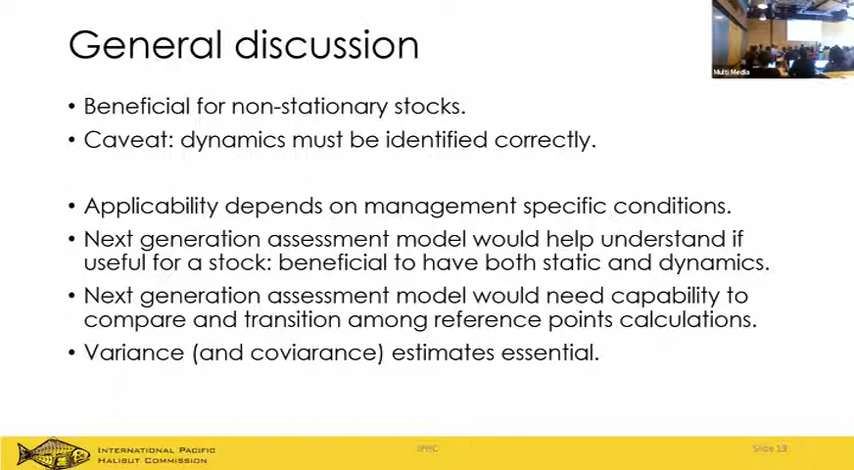 General discussion
Multi Media
• Beneficial for non-stationary stocks.
• Caveat: dynamics must be identified correctly.
• Applicability depends on management specific conditions.
• Next generation assessment model would help understand if
useful for a stock: beneficial to have both static and dynamics.
• Next generation assessment model would need capability to
compare and transition among reference points calculations.
• Variance (and coviarance) estimates essential.
International Pacific
Halibut Commission
IPHC
Slide 13